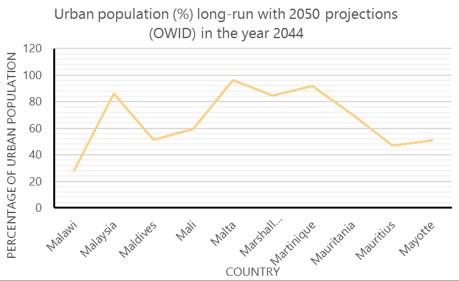 Urban population (%) long-run with 2050 projections
(OWID) in the year 2044
PERCENTAGE OF URBAN POPULATION
120
100
80
60
40
20
0
Malawi
Malaysia
Maldives
Mali
Malta
Marshall...
Martinique
Mauritania
Mauritius
Mayotte
COUNTRY